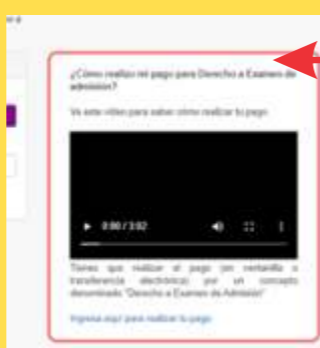 ¿Cómo realizo mi pago para Derecho a Examen de
admisión?
Ve este video para saber cómo realizar tu pago
0:00 / 3:02
Tienes que realizar el pago (en ventanilla o
transferencia electrónica) por un concepto
denominado "Derecho a Examen de Admisión"
Ingresa aquí para realizar tu pago